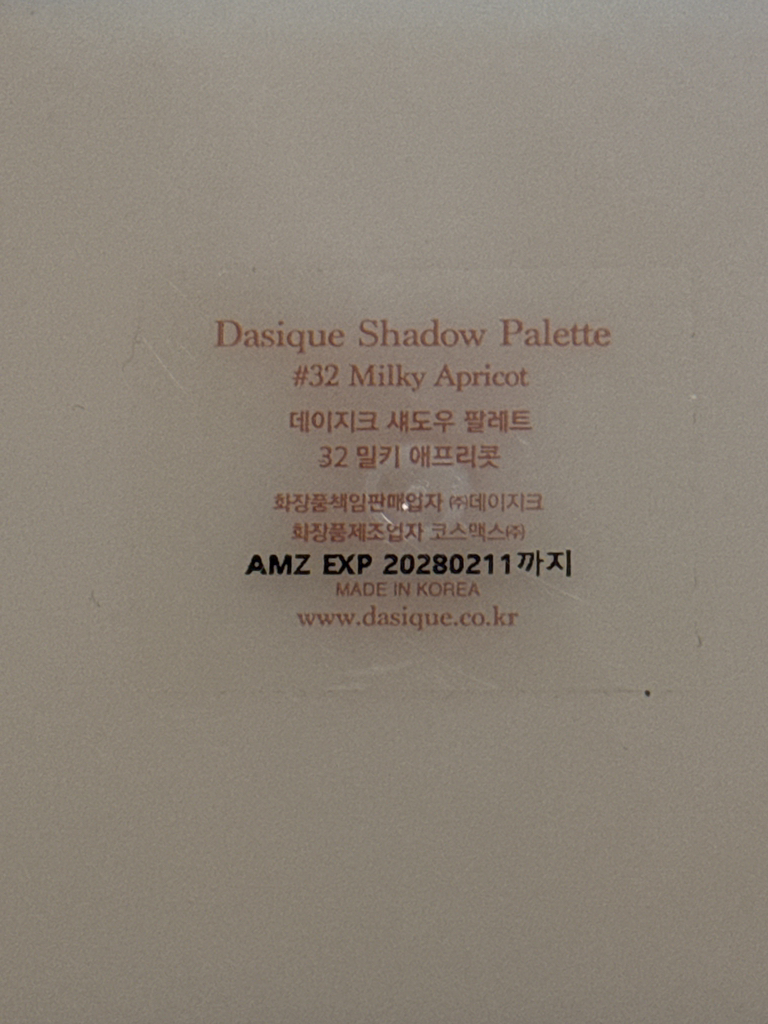 Dasique Shadow Palette
#32 Milky Apricot
데이지크 섀도우 팔레트
32 밀키 애프리콧
화장품책임판매업자 ㈜데이지크
화장품제조업자 코스맥스㈜
AMZ EXP 20280211까지
MADE IN KOREA
www.dasique.co.kr